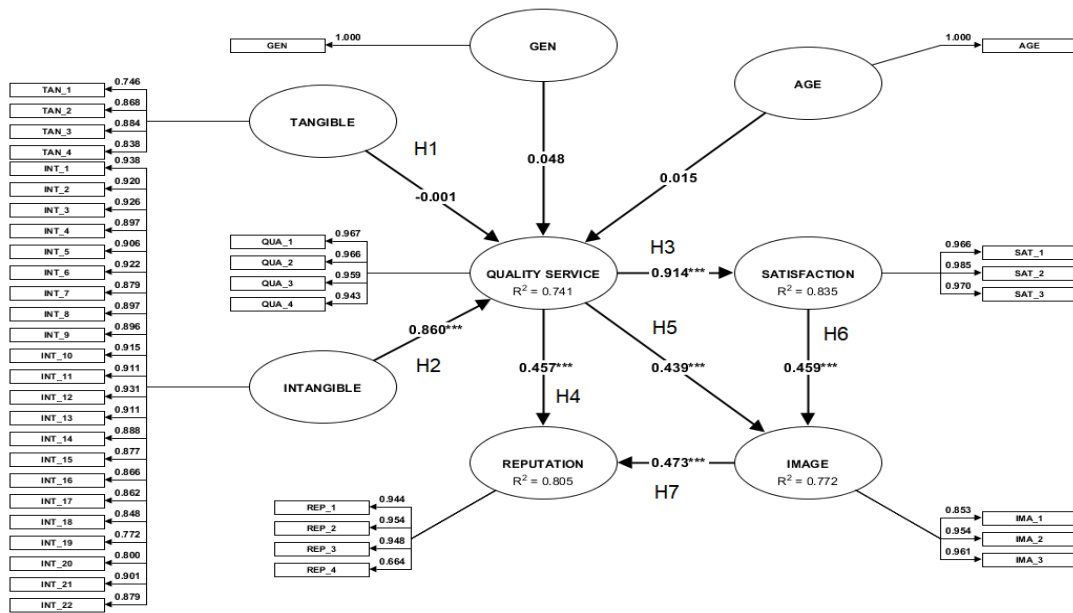 GEN
1.000
GEN
1.000
AGE
AGE
0.746
TAN_1
0.868
TAN_2
0.884
TAN_3
0.838
TAN_4
TANGIBLE
H1
-0.001
0.048
0.015
0.938
INT_1
0.920
INT_2
0.926
INT_3
0.897
INT_4
0.906
INT_5
0.922
INT_6
0.879
INT_7
0.897
INT_8
0.896
INT_9
0.915
INT_10
0.911
INT_11
0.931
INT_12
0.911
INT_13
0.888
INT_14
0.877
INT_15
0.866
INT_16
0.862
INT_17
0.848
INT_18
0.772
INT_19
0.800
INT_20
0.901
INT_21
0.879
INT_22
0.967
QUA_1
0.966
QUA_2
0.959
QUA_3
0.943
QUA_4
QUALITY SERVICE
R² = 0.741
H3
0.914***
SATISFACTION
R² = 0.835
0.966
SAT_1
0.985
SAT_2
0.970
SAT_3
0.860***
H2
INTANGIBLE
0.457***
H4
H5
0.439***
H6
0.459***
REPUTATION
R² = 0.805
0.473***
H7
IMAGE
R² = 0.772
0.944
REP_1
0.954
REP_2
0.948
REP_3
0.664
REP_4
0.853
IMA_1
0.954
IMA_2
0.961
IMA_3